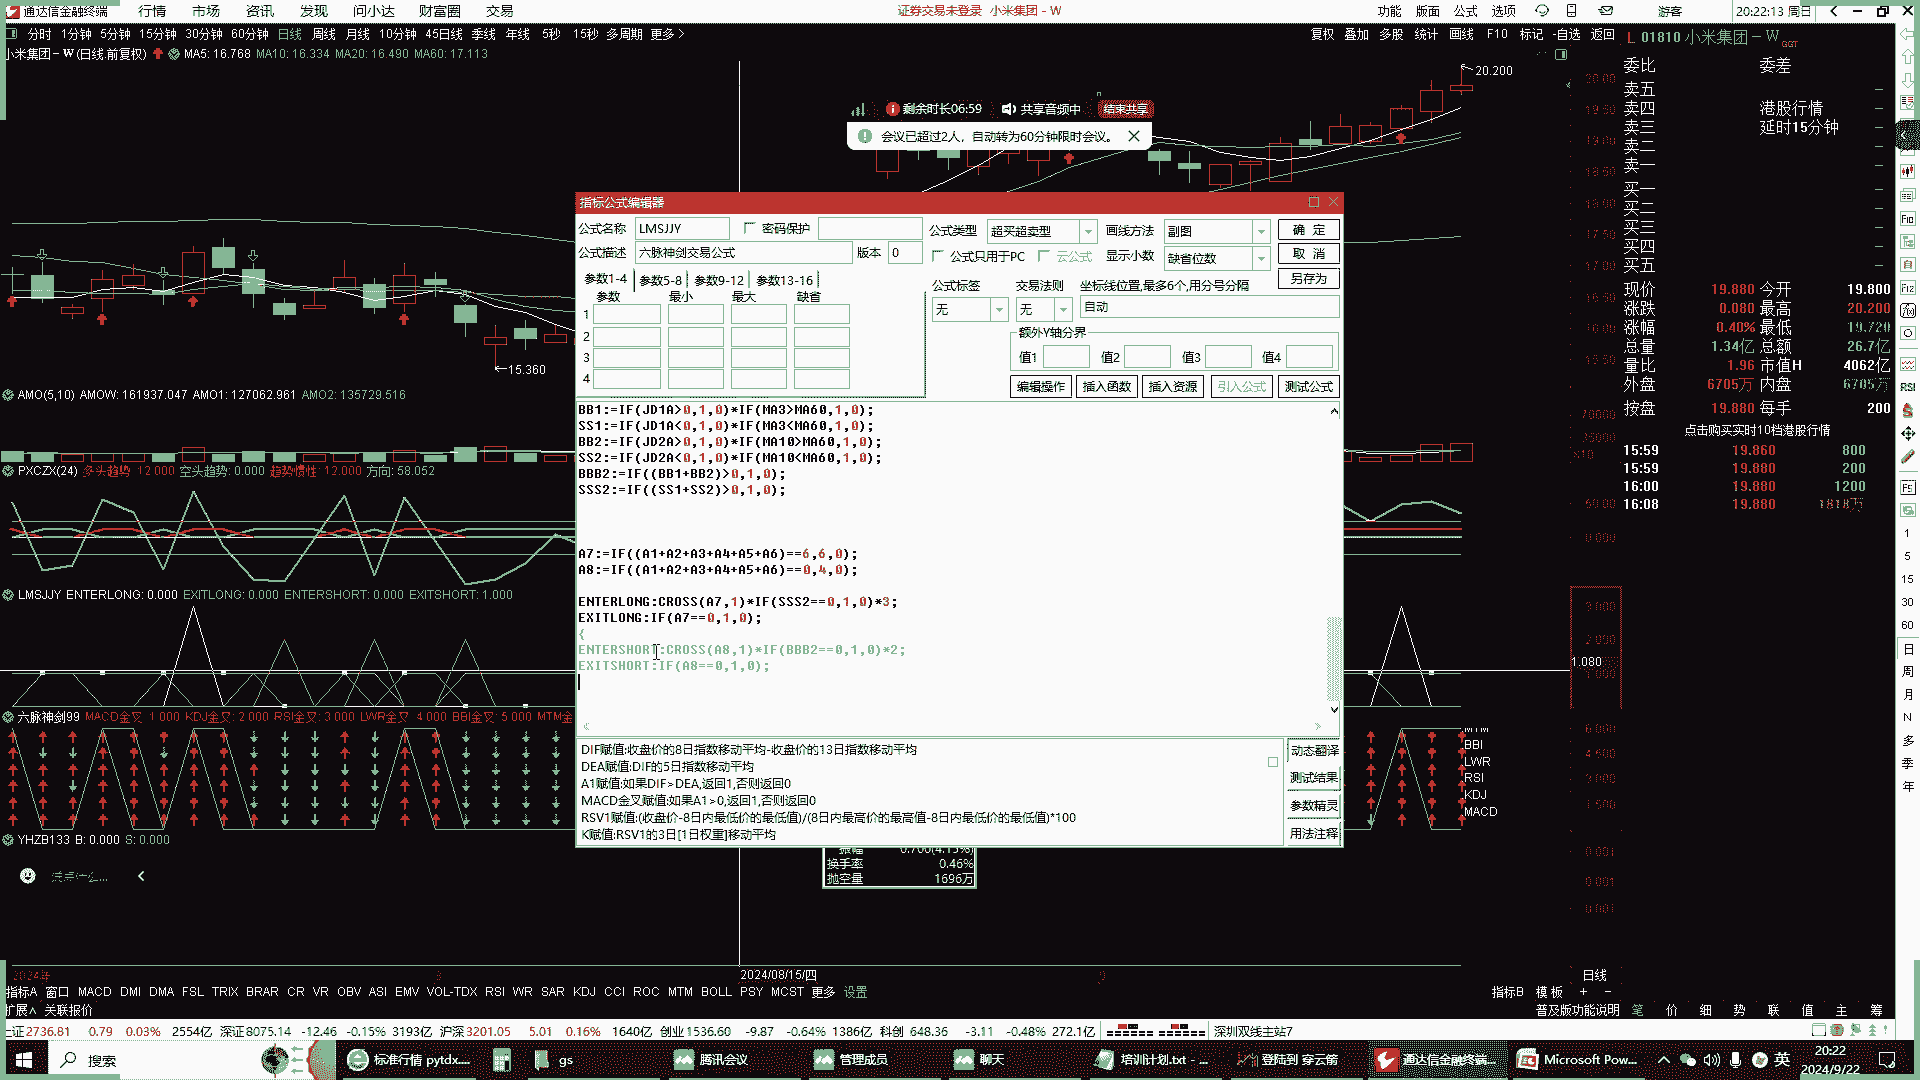 通达信金融终端 行情 市场 资讯 发现 问小达 财富圈 交易 证券交易未登录 小米集团-W 功能 版面 公式 选项 游客 20:22:13 周日
分时 1分钟 5分钟 15分钟 30分钟 60分钟 日线 周线 月线 10分钟 45日线 季线 年线 5秒 15秒 多周期 更多> 复权 叠加 多股 统计 画线 F10 标记 -自选 返回 L 01810 小米集团-W GGT
小米集团-W(日线.前复权) MA5: 16.768 MA10: 16.334 MA20: 16.490 MA60: 17.113
20.200
剩余时长06:59 共享音频中 结束共享
会议已超过2人，自动转为60分钟限时会议。
指标公式编辑器
公式名称 LMSJJY 密码保护 公式类型 超买超卖型 画线方法 副图 确 定
公式描述 六脉神剑交易公式 版本 0 公式只用于PC 云公式 显示小数 缺省位数 取 消
参数1-4 参数5-8 参数9-12 参数13-16 另存为
参数 最小 最大 缺省 公式标签 交易法则 坐标线位置,最多6个,用分号分隔
1 无 无 自动
2 额外Y轴分界
3 值1 值2 值3 值4
4 编辑操作 插入函数 插入资源 引入公式 测试公式
BB1:=IF(JD1A>0,1,0)*IF(MA3>MA60,1,0);
SS1:=IF(JD1A<0,1,0)*IF(MA3<MA60,1,0);
BB2:=IF(JD2A>0,1,0)*IF(MA10>MA60,1,0);
SS2:=IF(JD2A<0,1,0)*IF(MA10<MA60,1,0);
BBB2:=IF((BB1+BB2)>0,1,0);
SSS2:=IF((SS1+SS2)>0,1,0);
A7:=IF((A1+A2+A3+A4+A5+A6)==6,6,0);
A8:=IF((A1+A2+A3+A4+A5+A6)==0,4,0);
ENTERLONG:CROSS(A7,1)*IF(SSS2==0,1,0)*3;
EXITLONG:IF(A7==0,1,0);
{
ENTERSHORT:CROSS(A8,1)*IF(BBB2==0,1,0)*2;
EXITSHORT:IF(A8==0,1,0);
DIF赋值:收盘价的8日指数移动平均-收盘价的13日指数移动平均
DEA赋值:DIF的5日指数移动平均
A1赋值:如果DIF>DEA,返回1,否则返回0
MACD金叉赋值:如果A1>0,返回1,否则返回0
RSV1赋值:(收盘价-8日内最低价的最低值)/(8日内最高价的最高值-8日内最低价的最低值)*100
K赋值:RSV1的3日[1日权重]移动平均
动态翻译
测试结果
参数精灵
用法注释
15.360
AMO(5,10) AMOW: 161937.047 AMO1: 127062.961 AMO2: 135729.516
PXCZX(24) 多头趋势 12.000 空头趋势: 0.000 趋势惯性: 12.000 方向: 58.052
LMSJJY ENTERLONG: 0.000 EXITLONG: 0.000 ENTERSHORT: 0.000 EXITSHORT: 1.000
1.080
六脉神剑99 MACD金叉 1.000 KDJ金叉: 2.000 RSI金叉: 3.000 LWR金叉 4.000 BBI金叉: 5.000 MTM金
MTM
BBI
LWR
RSI
KDJ
MACD
YHZB133 B: 0.000 S: 0.000
换手率 0.46%
抛空量 1696万
委比 委差
卖五
卖四 港股行情
卖三 延时15分钟
卖二
卖一
买一
买二
买三
买四
买五
现价 19.880 今开 19.800
涨跌 0.080 最高 20.200
涨幅 0.40% 最低 19.720
总量 1.34亿 总额 26.7亿
量比 1.96 市值H 4062亿
外盘 6705万 内盘 6705万
按盘 19.880 每手 200
点击购买实时10档港股行情
15:59 19.860 800
15:59 19.880 200
16:00 19.880 1200
16:08 19.880 1818万
2024年 2024/08/15/四 9 日线
指标A 窗口 MACD DMI DMA FSL TRIX BRAR CR VR OBV ASI EMV VOL-TDX RSI WR SAR KDJ CCI ROC MTM BOLL PSY MCST 更多 设置 指标B 模板 + -
扩展∧ 关联报价 普及版功能说明 笔 价 细 势 联 值 主 筹
上证2736.81 0.79 0.03% 2554亿 深证8075.14 -12.46 -0.15% 3193亿 沪深3201.05 5.01 0.16% 1640亿 创业1536.60 -9.87 -0.64% 1386亿 科创 648.36 -3.11 -0.48% 272.1亿 深圳双线主站7
搜索 标准行情 pytdx.... gs 腾讯会议 管理成员 聊天 培训计划.txt - ... 登陆到 穿云箭 通达信金融终端... Microsoft Pow... 英 20:22
2024/9/22